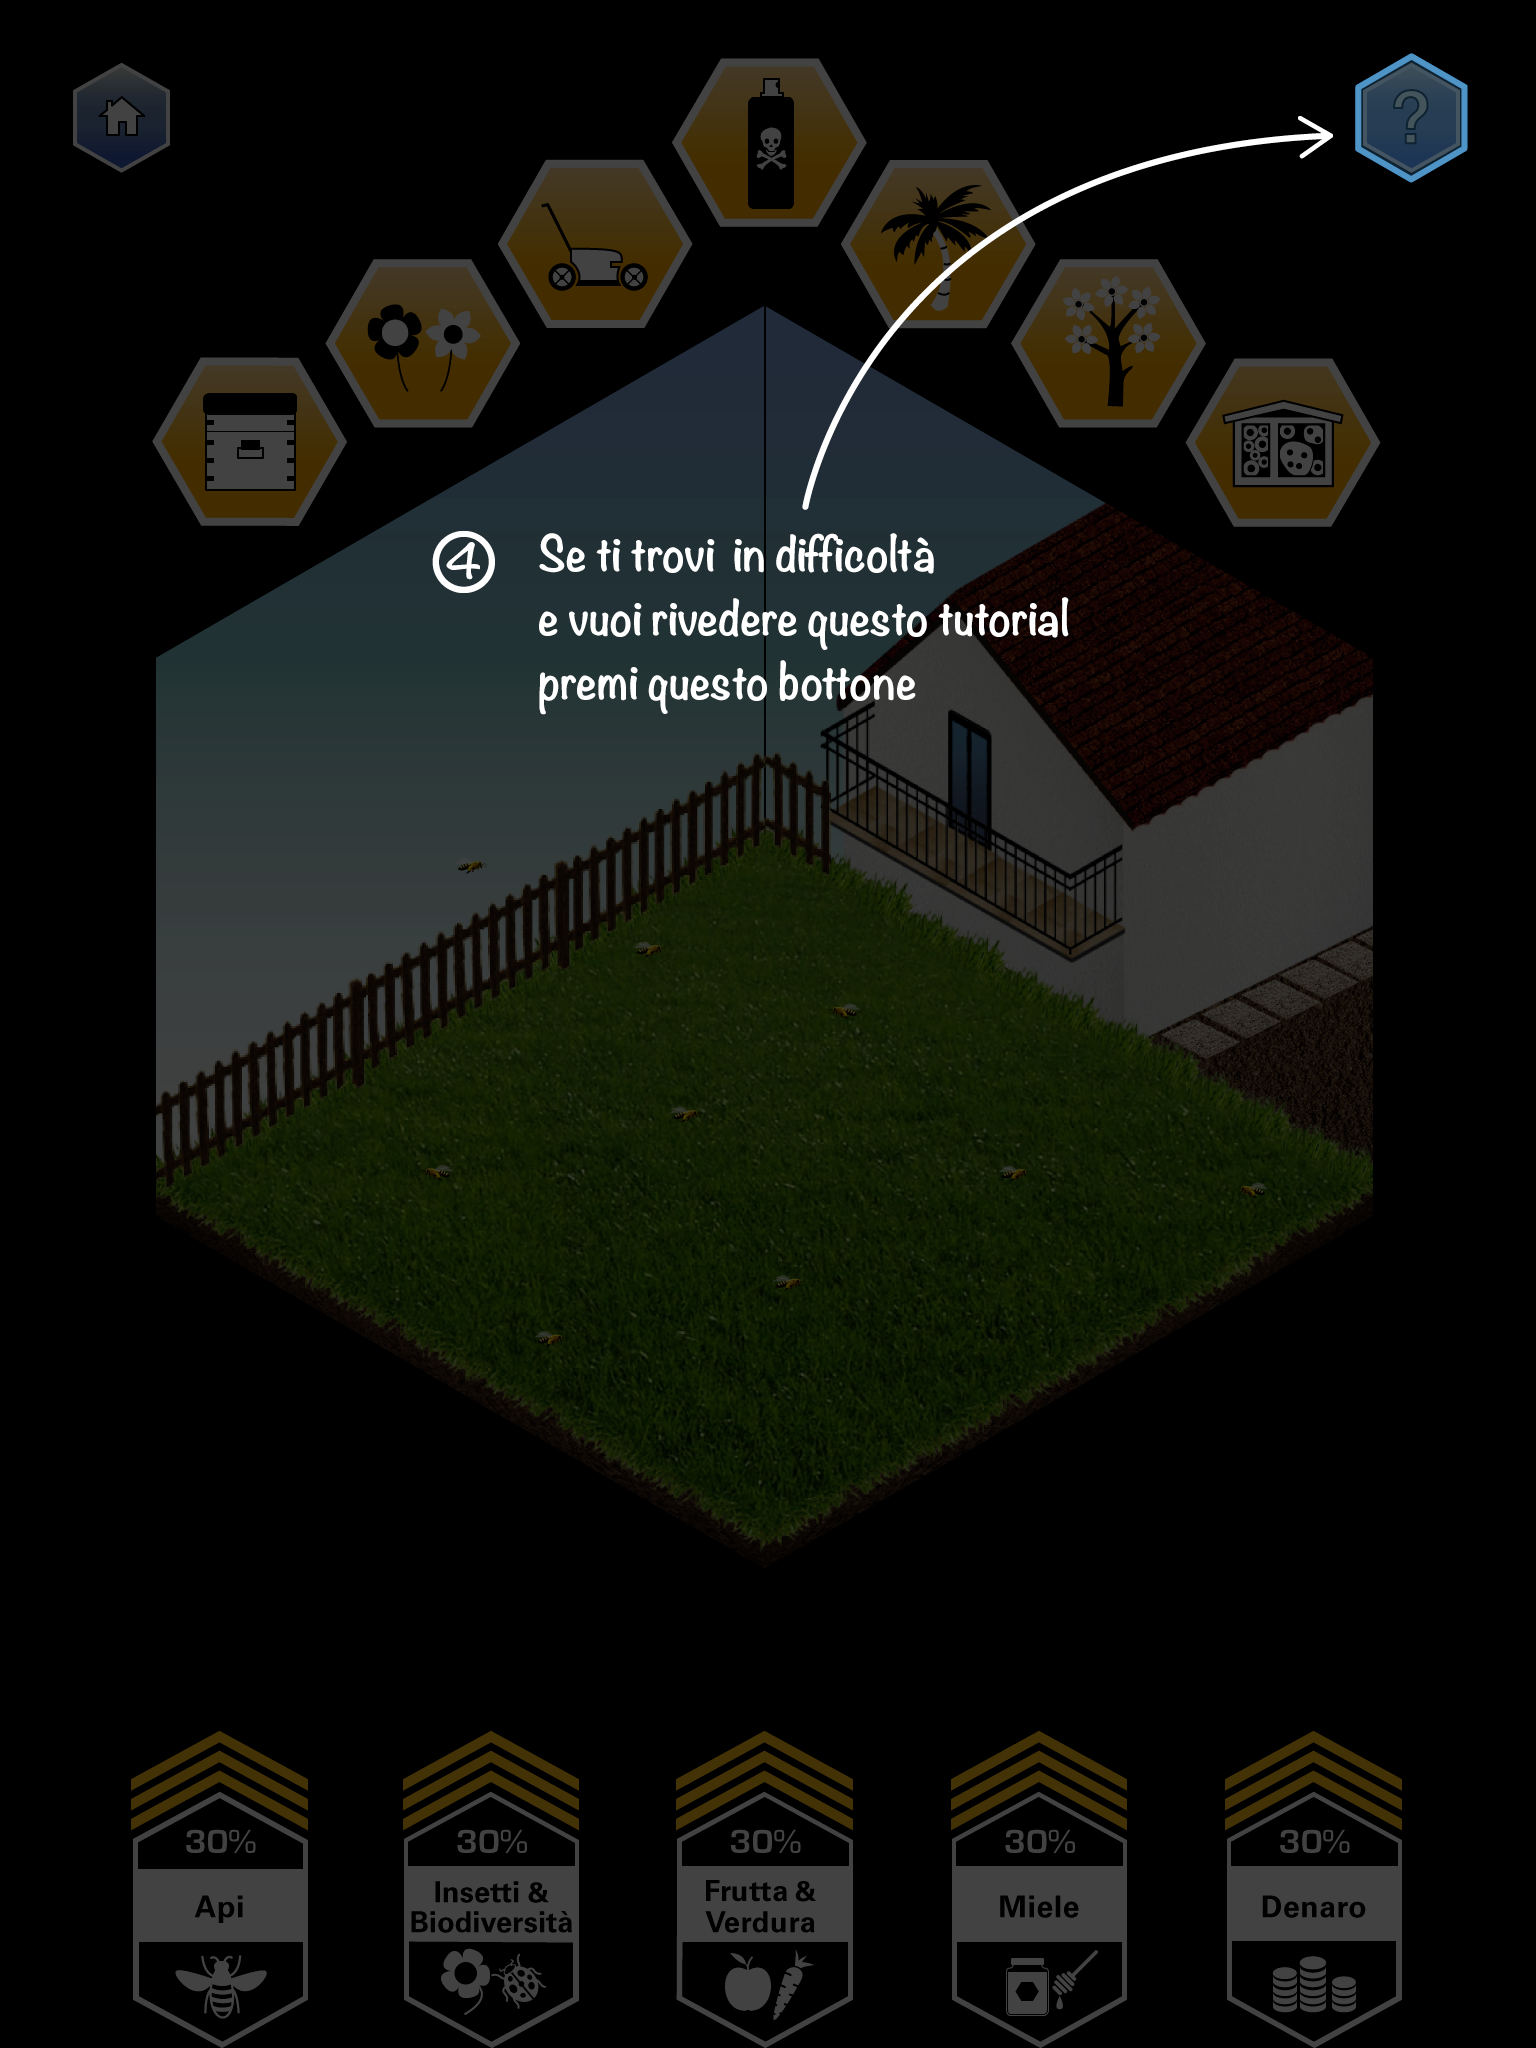 ?
④ Se ti trovi in difficoltà
e vuoi rivedere questo tutorial
premi questo bottone
30%
Api
30%
Insetti &
Biodiversità
30%
Frutta &
Verdura
30%
Miele
30%
Denaro